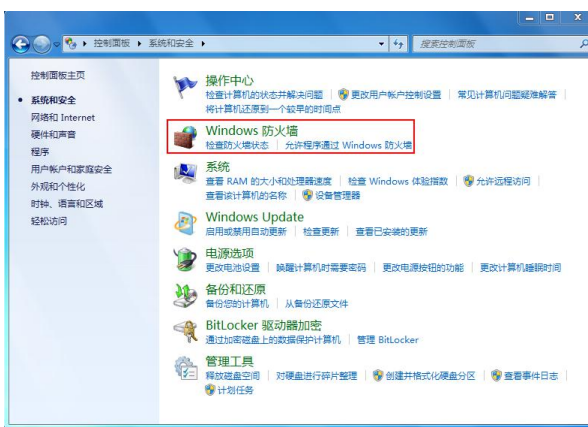 控制面板 ▸ 系统和安全 ▸
搜索控制面板
控制面板主页
系统和安全
网络和 Internet
硬件和声音
程序
用户帐户和家庭安全
外观和个性化
时钟、语言和区域
轻松访问
操作中心
检查计算机的状态并解决问题 更改用户帐户控制设置 常见计算机问题疑难解答
将计算机还原到一个较早的时间点
Windows 防火墙
检查防火墙状态 允许程序通过 Windows 防火墙
系统
查看 RAM 的大小和处理器速度 检查 Windows 体验指数 允许远程访问
查看该计算机的名称 设备管理器
Windows Update
启用或禁用自动更新 检查更新 查看已安装的更新
电源选项
更改电池设置 唤醒计算机时需要密码 更改电源按钮的功能 更改计算机睡眠时间
备份和还原
备份您的计算机 从备份还原文件
BitLocker 驱动器加密
通过加密磁盘上的数据保护计算机 管理 BitLocker
管理工具
释放磁盘空间 对硬盘进行碎片整理 创建并格式化硬盘分区 查看事件日志
计划任务